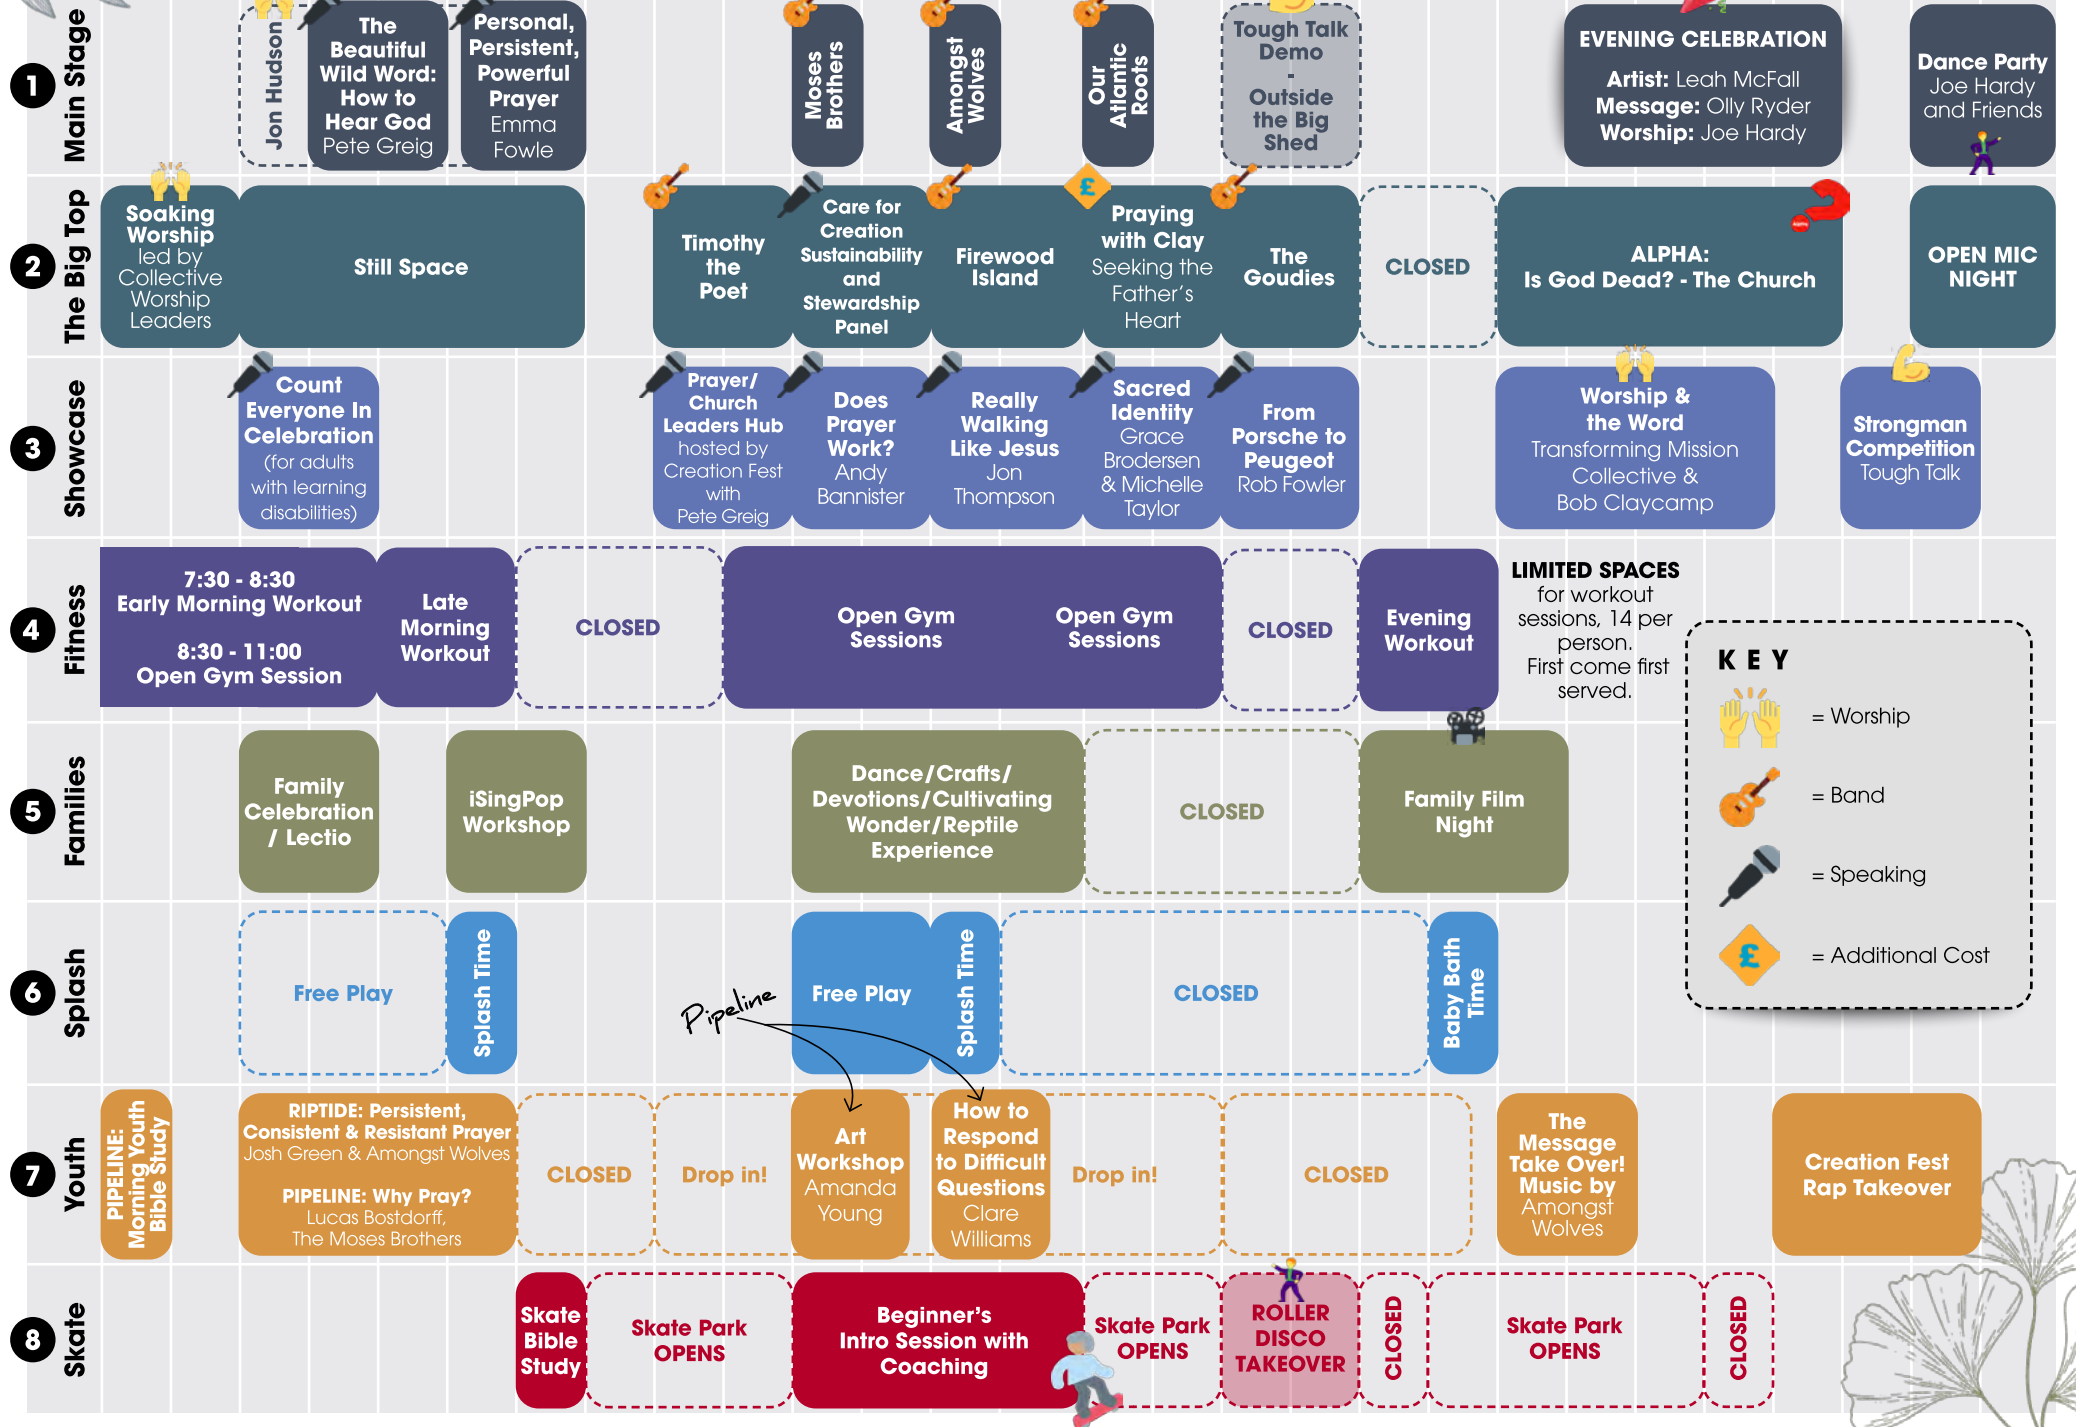 1
Main Stage
Jon Hudson
The
Beautiful
Wild Word:
How to
Hear God
Pete Greig
Personal,
Persistent,
Powerful
Prayer
Emma
Fowle
Moses
Brothers
Amongst
Wolves
Our
Atlantic
Roots
Tough Talk
Demo
-
Outside
the Big
Shed
EVENING CELEBRATION
Artist: Leah McFall
Message: Olly Ryder
Worship: Joe Hardy
Dance Party
Joe Hardy
and Friends
2
The Big Top
Soaking
Worship
led by
Collective
Worship
Leaders
Still Space
Timothy
the
Poet
Care for
Creation
Sustainability
and
Stewardship
Panel
Firewood
Island
£
Praying
with Clay
Seeking the
Father's
Heart
The
Goudies
CLOSED
ALPHA:
Is God Dead? - The Church
OPEN MIC
NIGHT
3
Showcase
Count
Everyone In
Celebration
(for adults
with learning
disabilities)
Prayer/
Church
Leaders Hub
hosted by
Creation Fest
with
Pete Greig
Does
Prayer
Work?
Andy
Bannister
Really
Walking
Like Jesus
Jon
Thompson
Sacred
Identity
Grace
Brodersen
& Michelle
Taylor
From
Porsche to
Peugeot
Rob Fowler
Worship &
the Word
Transforming Mission
Collective &
Bob Claycamp
Strongman
Competition
Tough Talk
4
Fitness
7:30 - 8:30
Early Morning Workout
8:30 - 11:00
Open Gym Session
Late
Morning
Workout
CLOSED
Open Gym
Sessions
Open Gym
Sessions
CLOSED
Evening
Workout
LIMITED SPACES
for workout
sessions, 14 per
person.
First come first
served.
KEY
= Worship
= Band
= Speaking
£
= Additional Cost
5
Families
Family
Celebration
/ Lectio
iSingPop
Workshop
Dance/Crafts/
Devotions/Cultivating
Wonder/Reptile
Experience
CLOSED
Family Film
Night
6
Splash
Free Play
Splash Time
Pipeline
Free Play
Splash Time
CLOSED
Baby Bath
Time
7
Youth
PIPELINE:
Morning Youth
Bible Study
RIPTIDE: Persistent,
Consistent & Resistant Prayer
Josh Green & Amongst Wolves
PIPELINE: Why Pray?
Lucas Bostdorff,
The Moses Brothers
CLOSED
Drop in!
Art
Workshop
Amanda
Young
How to
Respond
to Difficult
Questions
Clare
Williams
Drop in!
CLOSED
The
Message
Take Over!
Music by
Amongst
Wolves
Creation Fest
Rap Takeover
8
Skate
Skate
Bible
Study
Skate Park
OPENS
Beginner's
Intro Session with
Coaching
Skate Park
OPENS
ROLLER
DISCO
TAKEOVER
CLOSED
Skate Park
OPENS
CLOSED